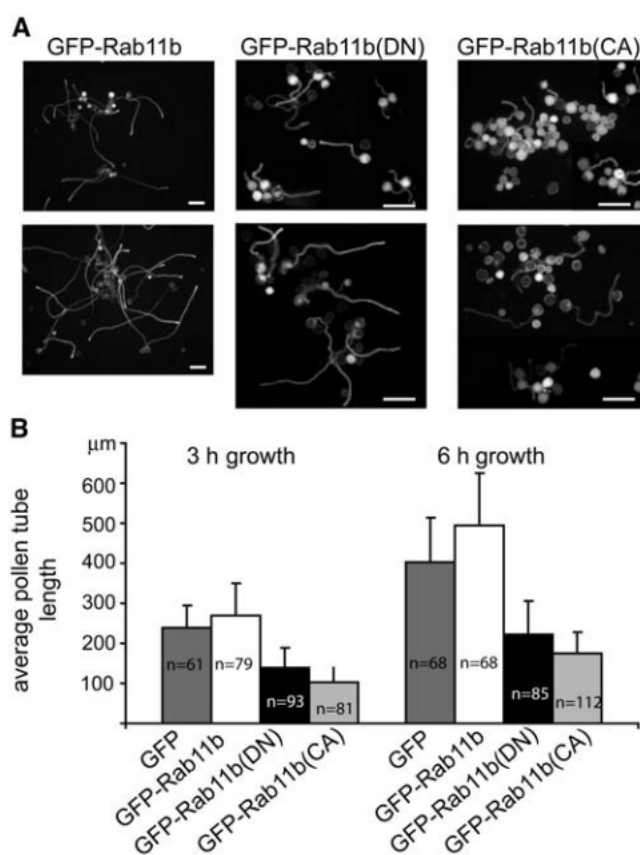 A
GFP-Rab11b
GFP-Rab11b(DN)
GFP-Rab11b(CA)
B
µm
3 h growth
6 h growth
600
500
400
300
200
100
average pollen tube
length
n=61
n=79
n=93
n=81
n=68
n=68
n=85
n=112
GFP
GFP-Rab11b
GFP-Rab11b(DN)
GFP-Rab11b(CA)
GFP
GFP-Rab11b
GFP-Rab11b(DN)
GFP-Rab11b(CA)